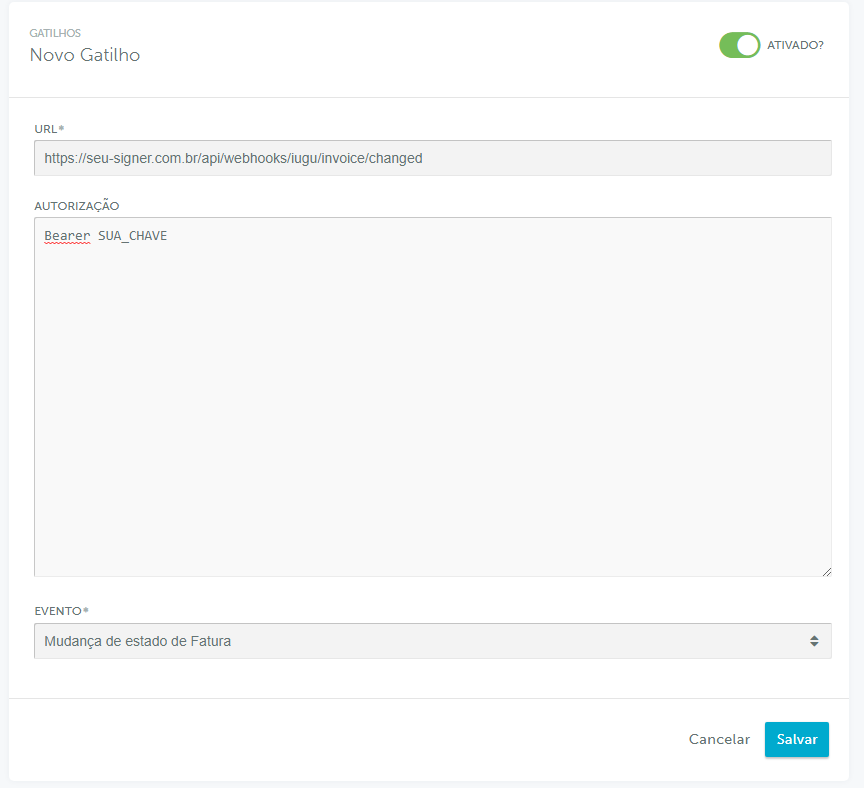 GATILHOS
Novo Gatilho
ATIVADO?
URL*
https://seu-signer.com.br/api/webhooks/iugu/invoice/changed
AUTORIZAÇÃO
Bearer SUA_CHAVE
EVENTO*
Mudança de estado de Fatura
Cancelar
Salvar